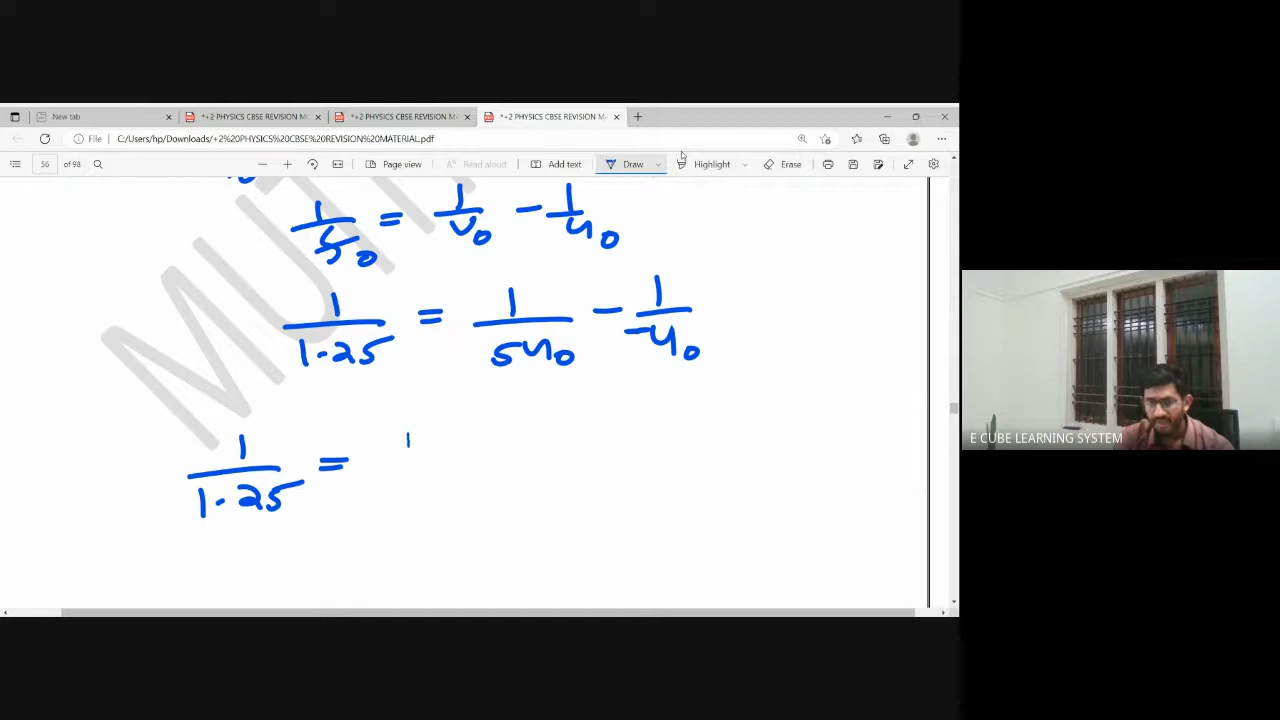 New tab
*+2 PHYSICS CBSE REVISION M
*+2 PHYSICS CBSE REVISION M
*+2 PHYSICS CBSE REVISION M
File C:/Users/hp/Downloads/+2%20PHYSICS%20CBSE%20REVISION%20MATERIAL.pdf
56 of 98 Page view Read aloud Add text Draw Highlight Erase
1/f₀ = 1/v₀ - 1/u₀
1/1.25 = 1/5u₀ - 1/-u₀
1/1.25 = 1
E CUBE LEARNING SYSTEM